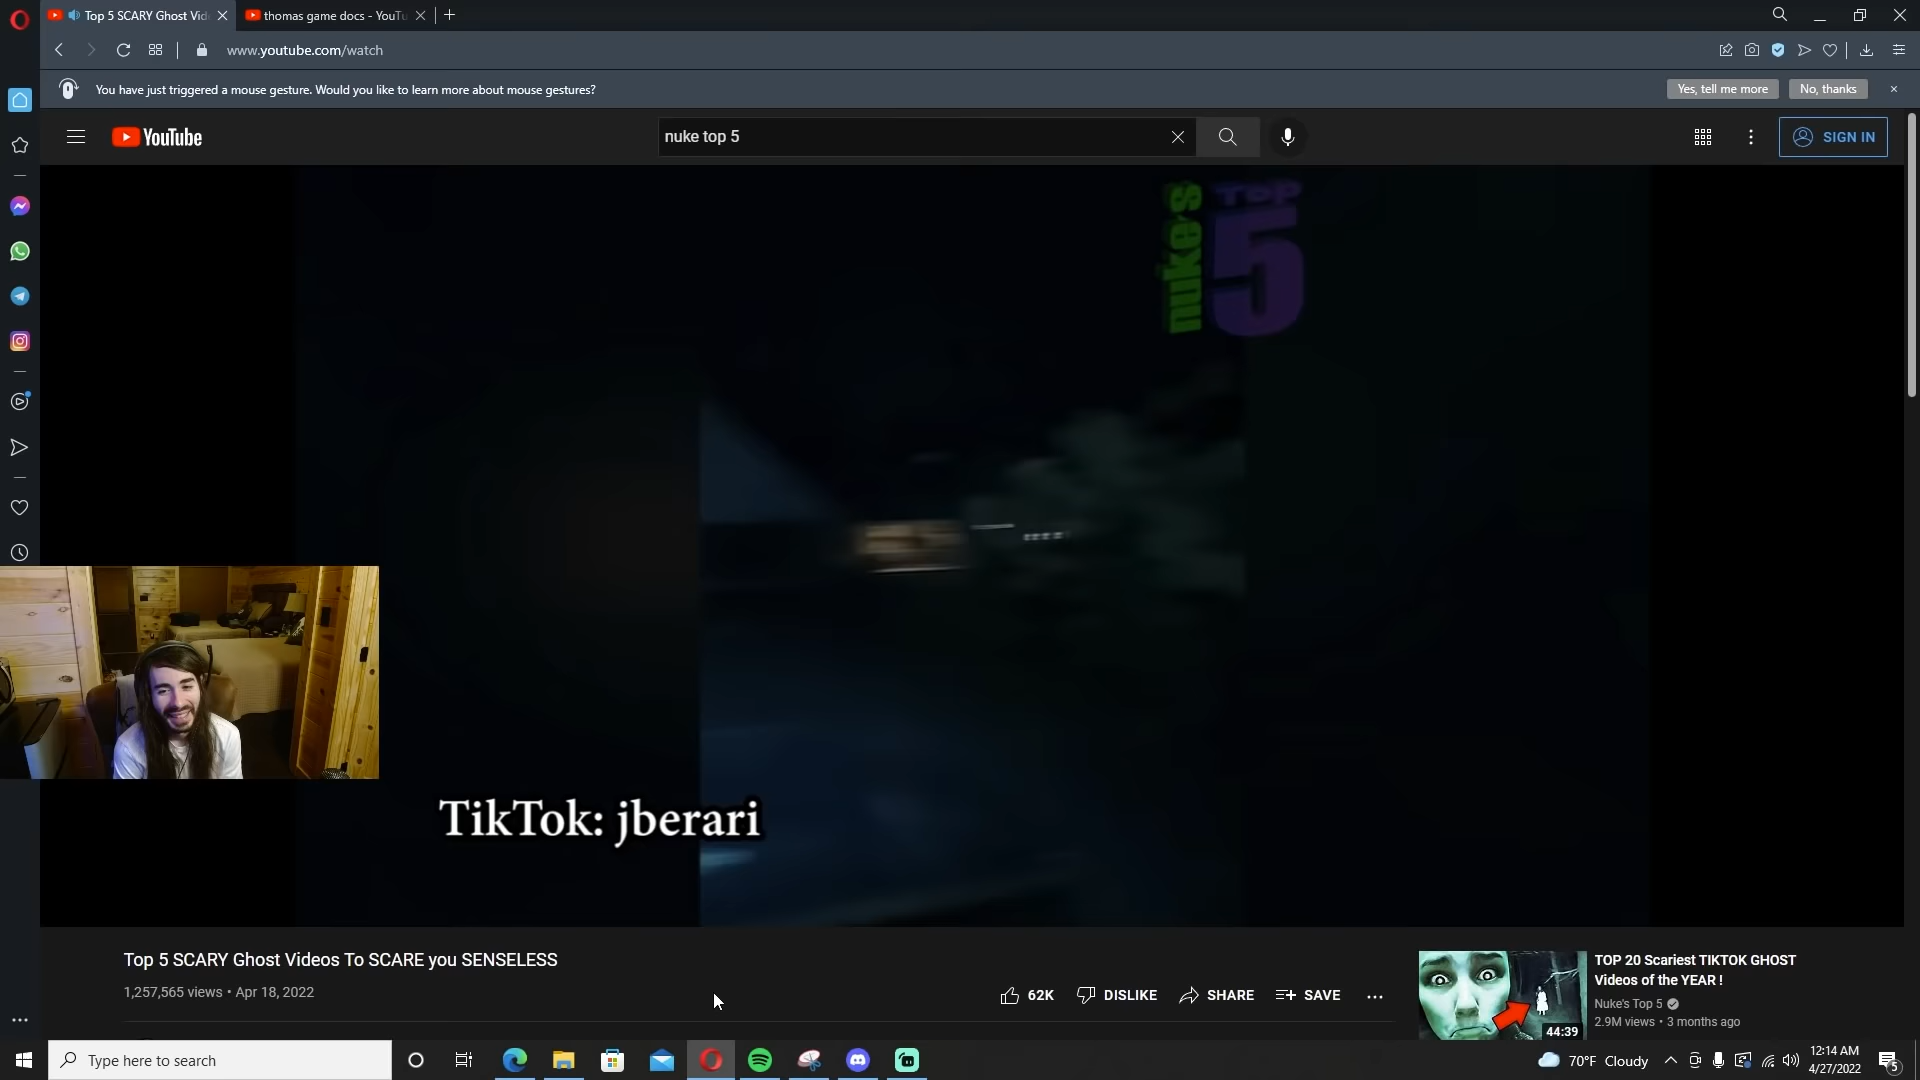 Top 5 SCARY Ghost Vid
thomas game docs - YouTu
www.youtube.com/watch
You have just triggered a mouse gesture. Would you like to learn more about mouse gestures?
Yes, tell me more
No, thanks
YouTube
nuke top 5
SIGN IN
nuke's
Top
5
TikTok: jberari
Top 5 SCARY Ghost Videos To SCARE you SENSELESS
1,257,565 views • Apr 18, 2022
62K
DISLIKE
SHARE
SAVE
44:39
TOP 20 Scariest TIKTOK GHOST
Videos of the YEAR !
Nuke's Top 5
2.9M views • 3 months ago
Type here to search
70°F Cloudy
12:14 AM
4/27/2022
5